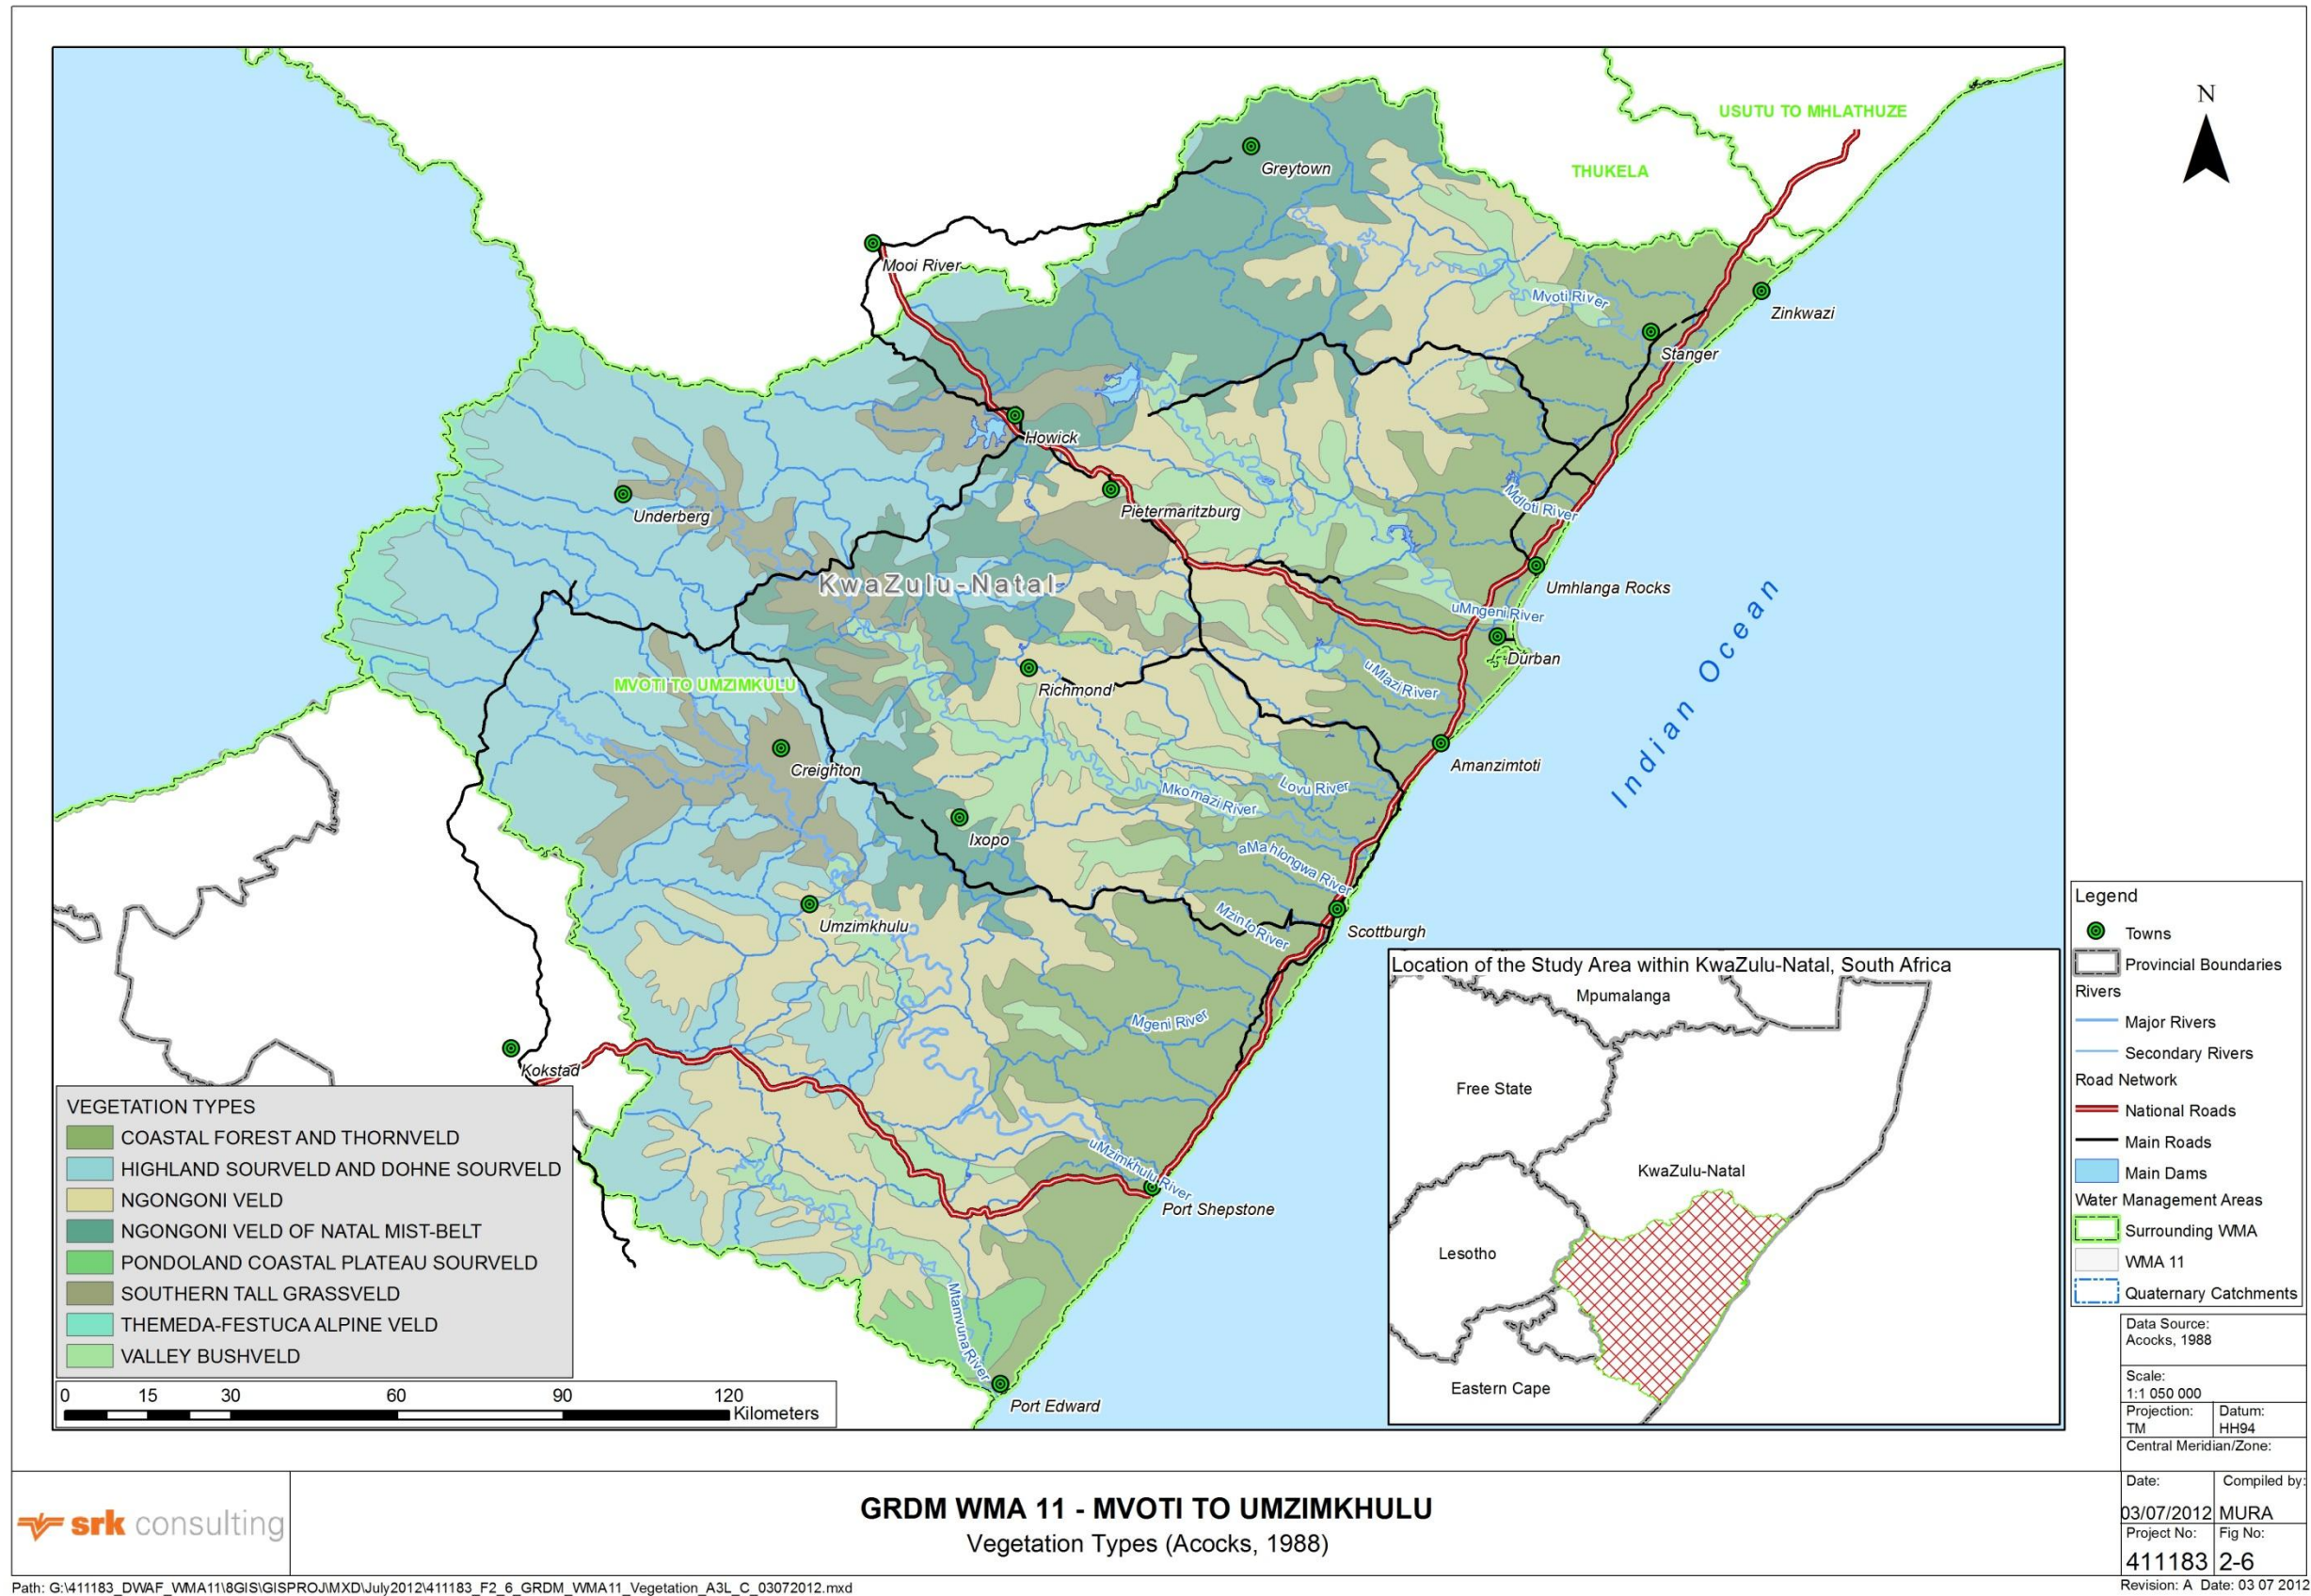 N
USUTU TO MHLATHUZE
THUKELA
Greytown
Mooi River
Mvoti River
Zinkwazi
Stanger
Howick
Mdloti River
Underberg
Pietermaritzburg
KwaZulu-Natal
Umhlanga Rocks
uMngeni River
Durban
uMlazi River
MVOTI TO UMZIMKULU
Richmond
Indian Ocean
Creighton
Amanzimtoti
Lovu River
Mkomazi River
Ixopo
aMahlongwa River
Umzimkhulu
Mzinto River
Scottburgh
Mgeni River
Kokstad
uMzimkhulu River
Port Shepstone
Mtamvuna River
Port Edward
VEGETATION TYPES
COASTAL FOREST AND THORNVELD
HIGHLAND SOURVELD AND DOHNE SOURVELD
NGONGONI VELD
NGONGONI VELD OF NATAL MIST-BELT
PONDOLAND COASTAL PLATEAU SOURVELD
SOUTHERN TALL GRASSVELD
THEMEDA-FESTUCA ALPINE VELD
VALLEY BUSHVELD
0 15 30 60 90 120
Kilometers
Location of the Study Area within KwaZulu-Natal, South Africa
Mpumalanga
Free State
KwaZulu-Natal
Lesotho
Eastern Cape
Legend
Towns
Provincial Boundaries
Rivers
Major Rivers
Secondary Rivers
Road Network
National Roads
Main Roads
Main Dams
Water Management Areas
Surrounding WMA
WMA 11
Quaternary Catchments
Data Source:
Acocks, 1988
Scale:
1:1 050 000
Projection: Datum:
TM HH94
Central Meridian/Zone:
Date: Compiled by:
03/07/2012 MURA
Project No: Fig No:
411183 2-6
Revision: A Date: 03 07 2012
srk consulting
GRDM WMA 11 - MVOTI TO UMZIMKHULU
Vegetation Types (Acocks, 1988)
Path: G:\411183_DWAF_WMA11\8GIS\GISPROJ\MXD\July2012\411183_F2_6_GRDM_WMA11_Vegetation_A3L_C_03072012.mxd